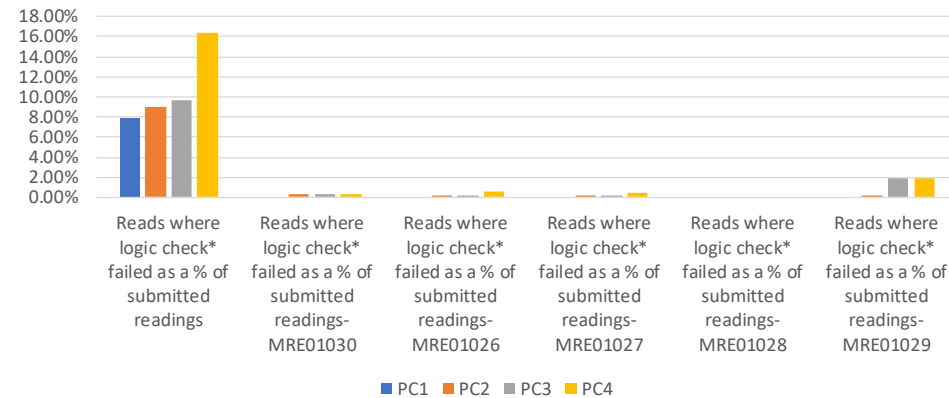 18.00%
16.00%
14.00%
12.00%
10.00%
8.00%
6.00%
4.00%
2.00%
0.00%
Reads where
logic check*
failed as a % of
submitted
readings
Reads where
logic check*
failed as a % of
submitted
readings-
MRE01030
Reads where
logic check*
failed as a % of
submitted
readings-
MRE01026
Reads where
logic check*
failed as a % of
submitted
readings-
MRE01027
Reads where
logic check*
failed as a % of
submitted
readings-
MRE01028
Reads where
logic check*
failed as a % of
submitted
readings-
MRE01029
PC1 PC2 PC3 PC4